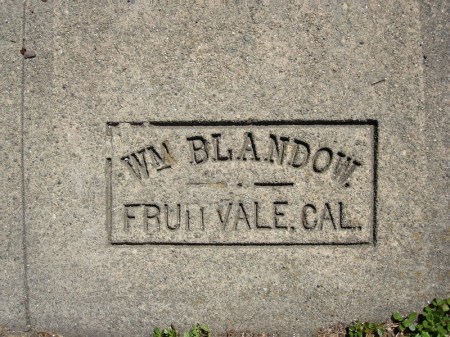 WM BLANDOW.
FRUITVALE. CAL.